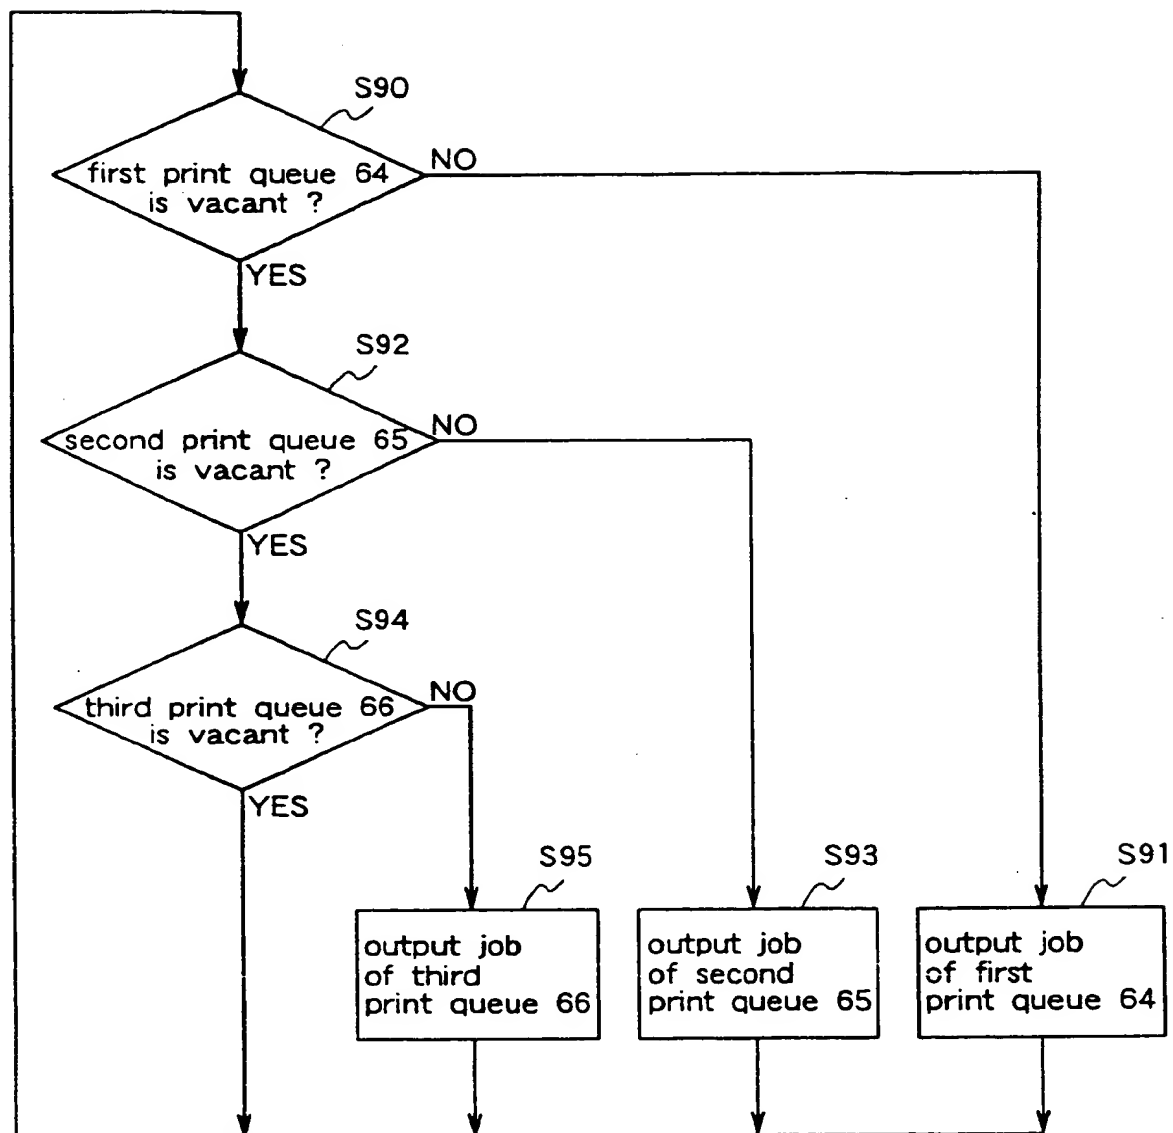 S90
first print queue 64
is vacant ?
NO
YES
S92
second print queue 65
is vacant ?
NO
YES
S94
third print queue 66
is vacant ?
NO
YES
S95
output job
of third
print queue 66
S93
output job
of second
print queue 65
S91
output job
of first
print queue 64